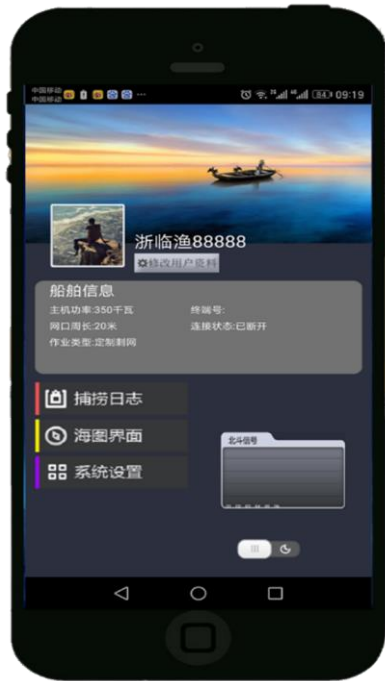 中国移动
中国移动
84 09:19
浙临渔88888
修改用户资料
船舶信息
主机功率:350千瓦 终端号:
网口周长:20米 连接状态:已断开
作业类型:定制刺网
捕捞日志
海图界面
系统设置
北斗信号